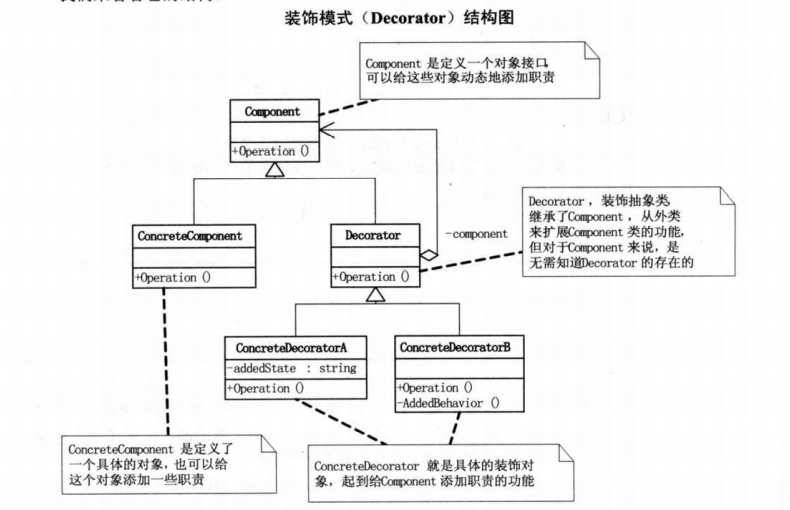 装饰模式（Decorator）结构图
Component 是定义一个对象接口,
可以给这些对象动态地添加职责
Component
+Operation ()
Decorator ，装饰抽象类,
继承了Component ，从外类
来扩展Component 类的功能,
但对于Component 来说，是
无需知道Decorator 的存在的
ConcreteComponent
+Operation ()
Decorator
+Operation ()
-component
ConcreteDecoratorA
-addedState : string
+Operation ()
ConcreteDecoratorB
+Operation ()
-AddedBehavior ()
ConcreteComponent 是定义了
一个具体的对象，也可以给
这个对象添加一些职责
ConcreteDecorator 就是具体的装饰对
象，起到给Component 添加职责的功能